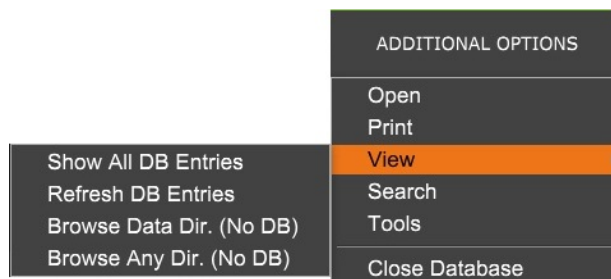 ADDITIONAL OPTIONS
Open
Print
View
Search
Tools
Close Database
Show All DB Entries
Refresh DB Entries
Browse Data Dir. (No DB)
Browse Any Dir. (No DB)